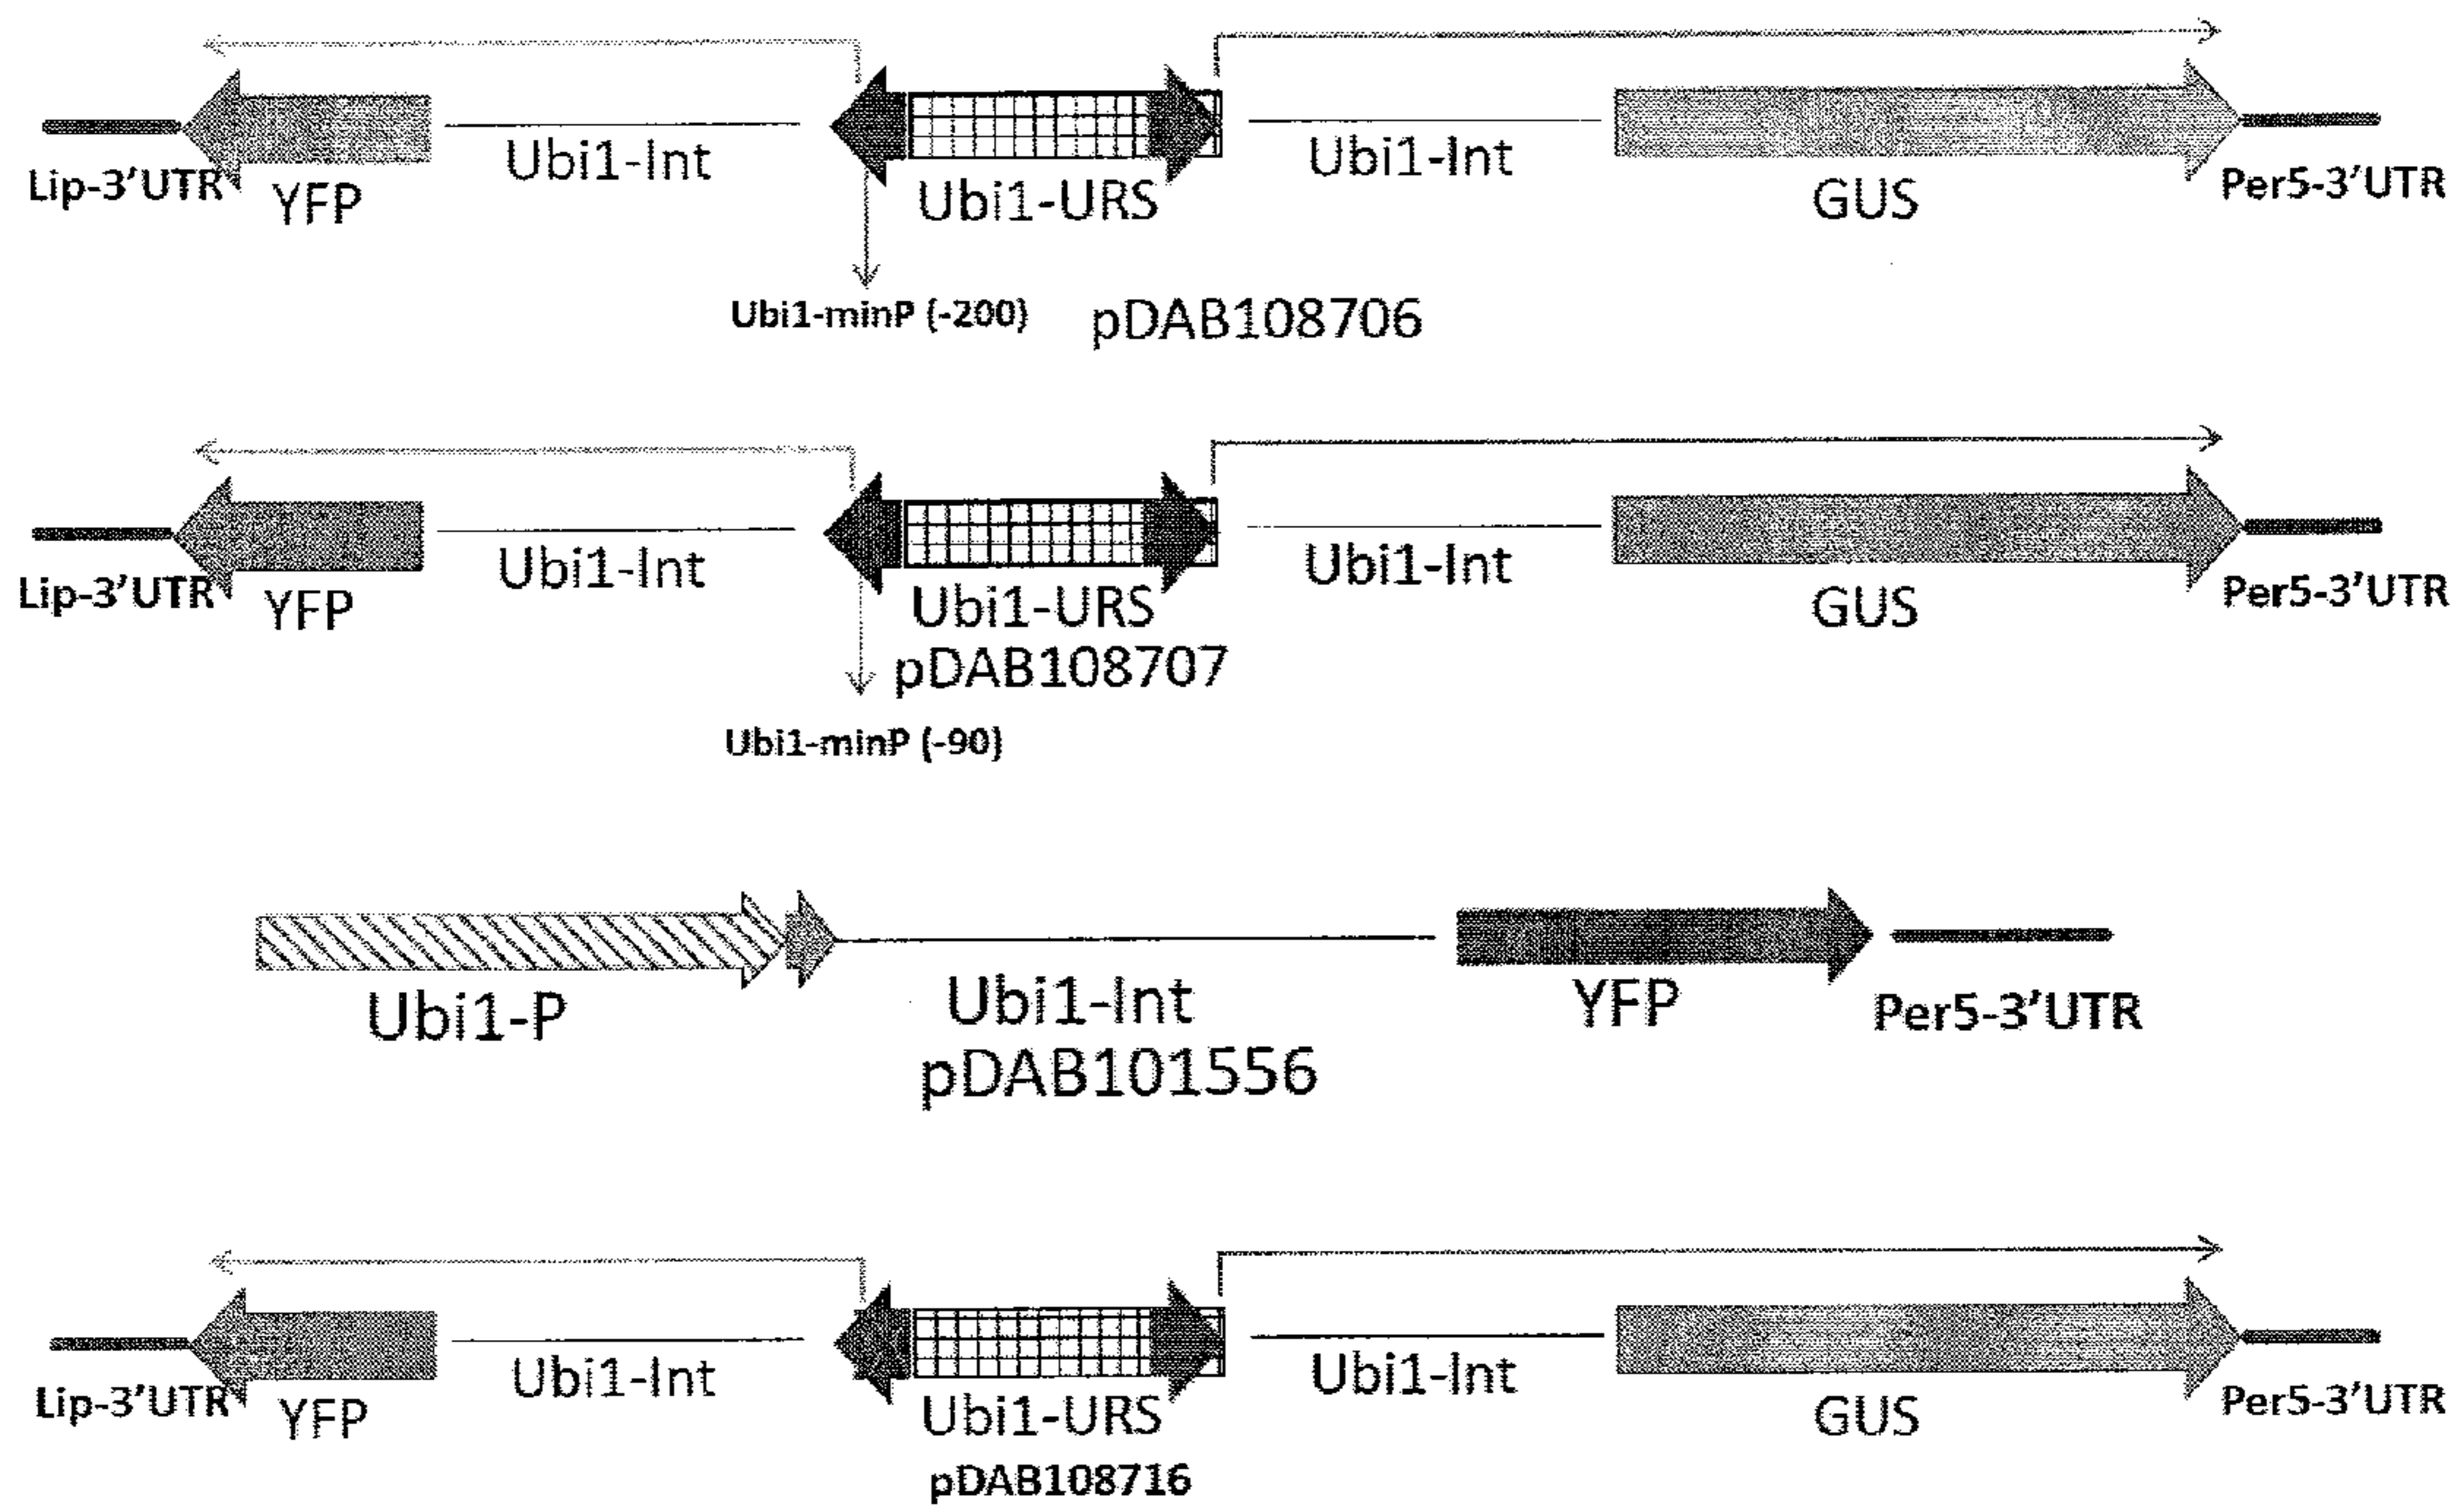 Lip-3'UTR YFP Ubi1-Int Ubi1-URS Ubi1-Int GUS Per5-3'UTR
Ubi1-minP (-200) pDAB108706
Lip-3'UTR YFP Ubi1-Int Ubi1-URS Ubi1-Int GUS Per5-3'UTR
pDAB108707
Ubi1-minP (-90)
Ubi1-P Ubi1-Int YFP Per5-3'UTR
pDAB101556
Lip-3'UTR YFP Ubi1-Int Ubi1-URS Ubi1-Int GUS Per5-3'UTR
pDAB108716